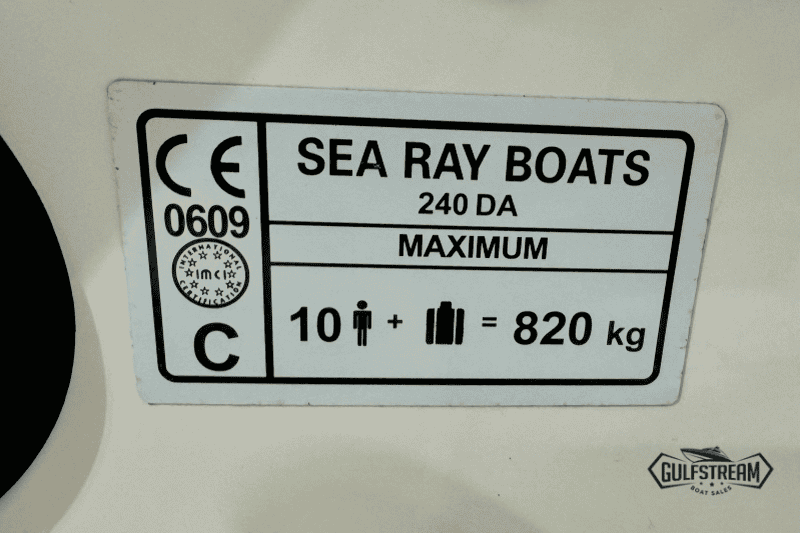 CE
0609
INTERNATIONAL
imci
CERTIFICATION
C
SEA RAY BOATS
240 DA
MAXIMUM
10 + = 820 kg
GULFSTREAM
BOAT SALES